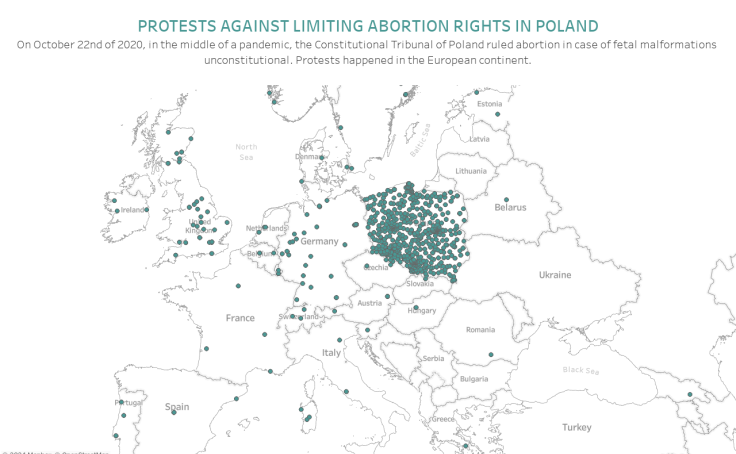 PROTESTS AGAINST LIMITING ABORTION RIGHTS IN POLAND
On October 22nd of 2020, in the middle of a pandemic, the Constitutional Tribunal of Poland ruled abortion in case of fetal malformations
unconstitutional. Protests happened in the European continent.
Estonia
North
Sea
Baltic Sea
Latvia
Denmark
Lithuania
Ireland
United
Kingdom
Belarus
Netherlands
Germany
Belgium
Czechia
Ukraine
Slovakia
Austria
Hungary
France
Switzerland
Romania
Italy
Serbia
Black Sea
Bulgaria
Portugal
Spain
Greece
Turkey
© 2024 Mapbox © OpenStreetMap